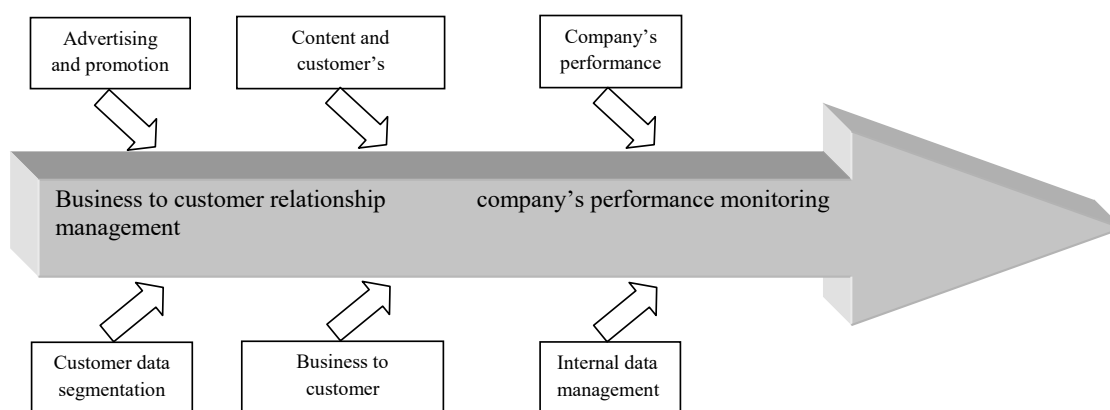 Advertising
and promotion
Content and
customer's
Company's
performance
Business to customer relationship
management
company's performance monitoring
Customer data
segmentation
Business to
customer
Internal data
management